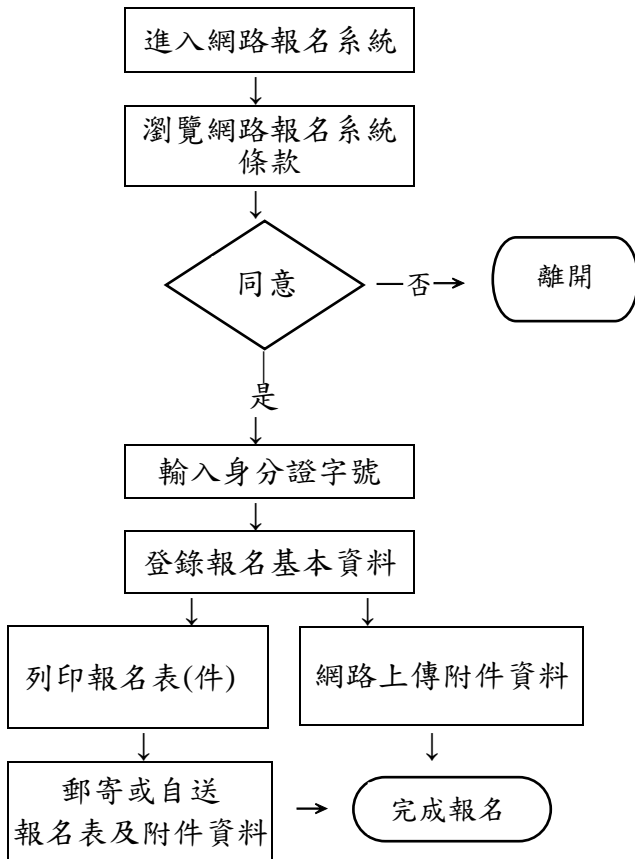 進入網路報名系統
↓
瀏覽網路報名系統
條款
↓
同意
—否→
離開
是
↓
輸入身分證字號
↓
登錄報名基本資料
↓
↓
列印報名表(件)
網路上傳附件資料
↓
↓
郵寄或自送
報名表及附件資料
→
完成報名